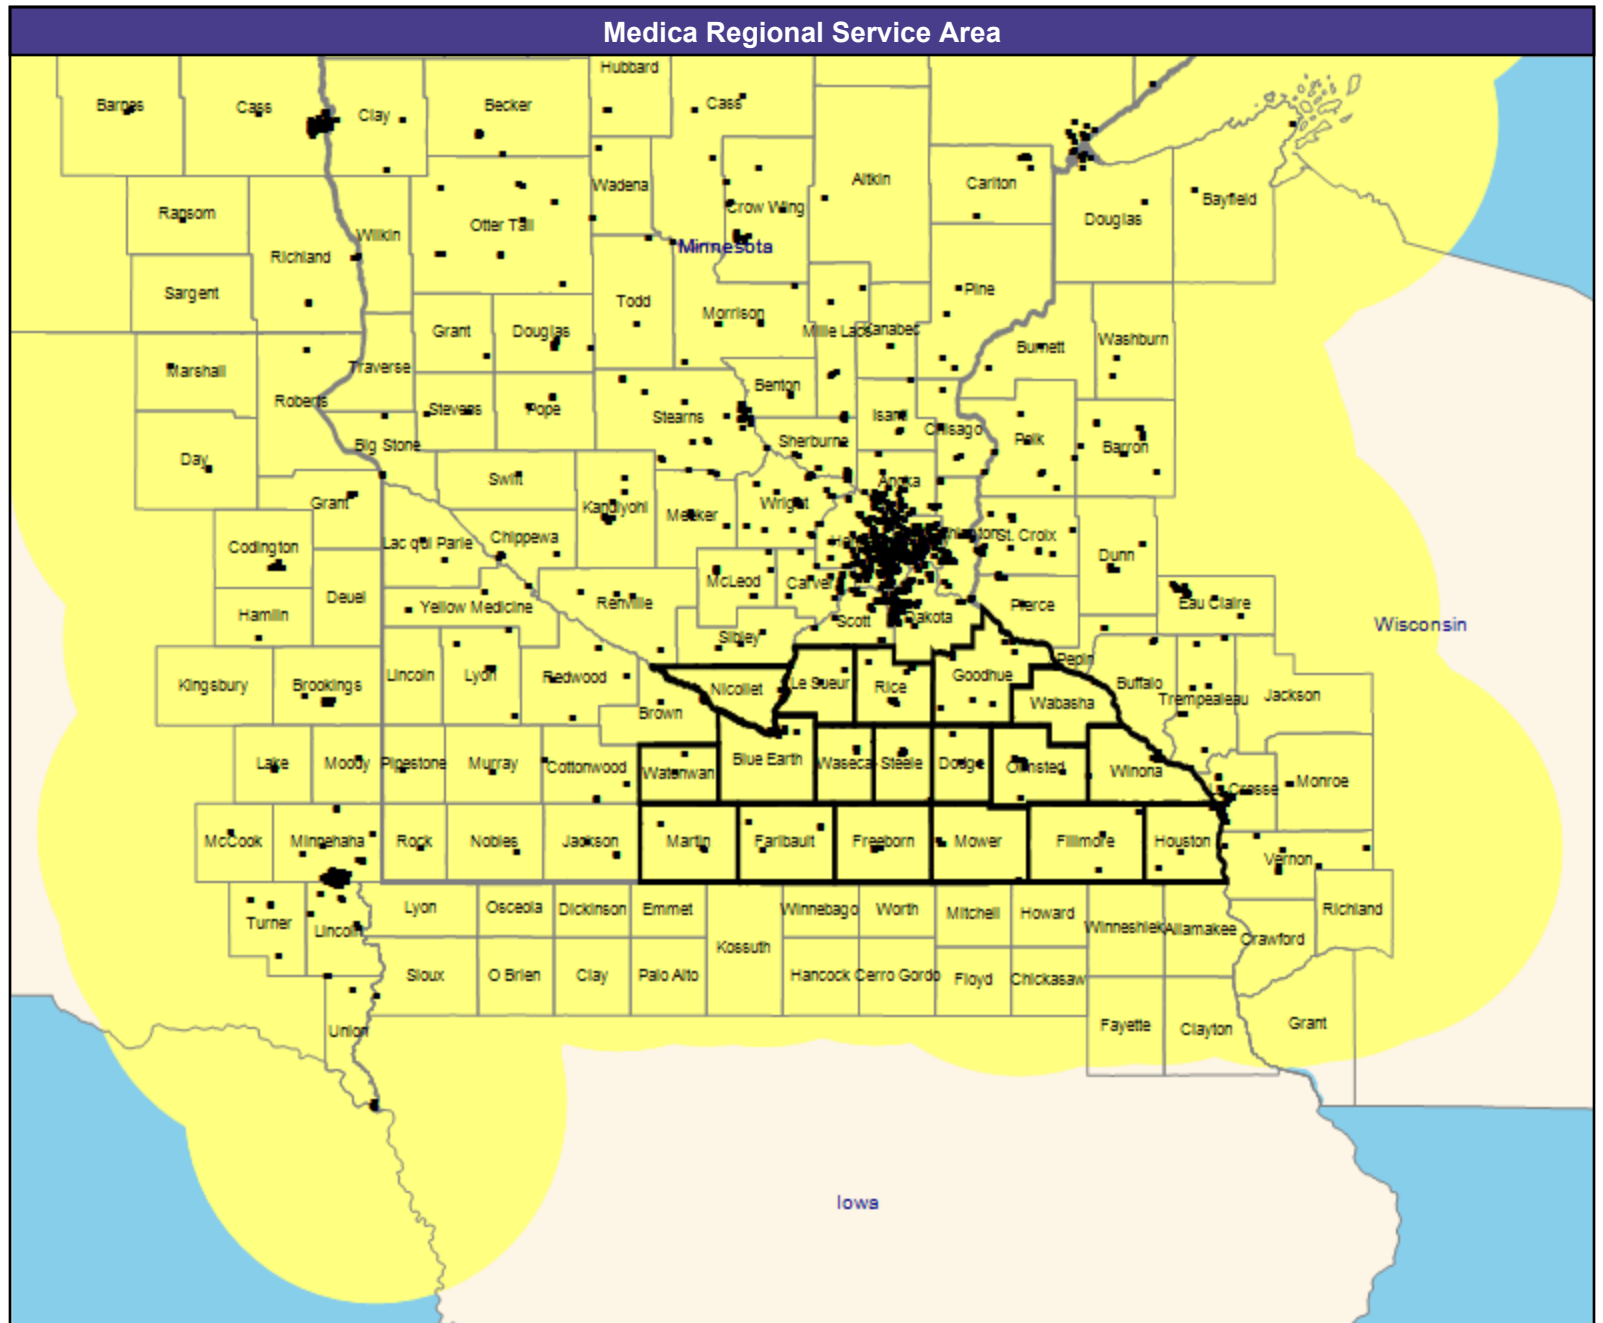 Medica Regional Service Area
Hubbard
Barnes
Cass
Clay
Becker
Cass
Wadena
Crow Wing
Aitkin
Carlton
Douglas
Bayfield
Ransom
Richland
Wilkin
Otter Tail
Minnesota
Sargent
Grant
Douglas
Todd
Morrison
Mille Lacs
Kanabec
Pine
Burnett
Washburn
Marshall
Roberts
Traverse
Stevens
Pope
Stearns
Benton
Isanti
Chisago
Polk
Barron
Big Stone
Sherburne
Day
Grant
Swift
Kandiyohi
Meeker
Wright
Anoka
St. Croix
Dunn
Codington
Lac qui Parle
Chippewa
McLeod
Carver
Hamlin
Deuel
Yellow Medicine
Renville
Sibley
Scott
Dakota
Pierce
Eau Claire
Wisconsin
Kingsbury
Brookings
Lincoln
Lyon
Redwood
Brown
Nicollet
Le Sueur
Rice
Goodhue
Wabasha
Pepin
Buffalo
Trempealeau
Jackson
Lake
Moody
Pipestone
Murray
Cottonwood
Watonwan
Blue Earth
Waseca
Steele
Dodge
Olmsted
Winona
La Crosse
Monroe
McCook
Minnehaha
Rock
Nobles
Jackson
Martin
Faribault
Freeborn
Mower
Fillmore
Houston
Vernon
Turner
Lincoln
Lyon
Osceola
Dickinson
Emmet
Kossuth
Winnebago
Worth
Mitchell
Howard
Winneshiek
Allamakee
Crawford
Richland
Sioux
O Brien
Clay
Palo Alto
Hancock
Cerro Gordo
Floyd
Chickasaw
Union
Fayette
Clayton
Grant
Iowa